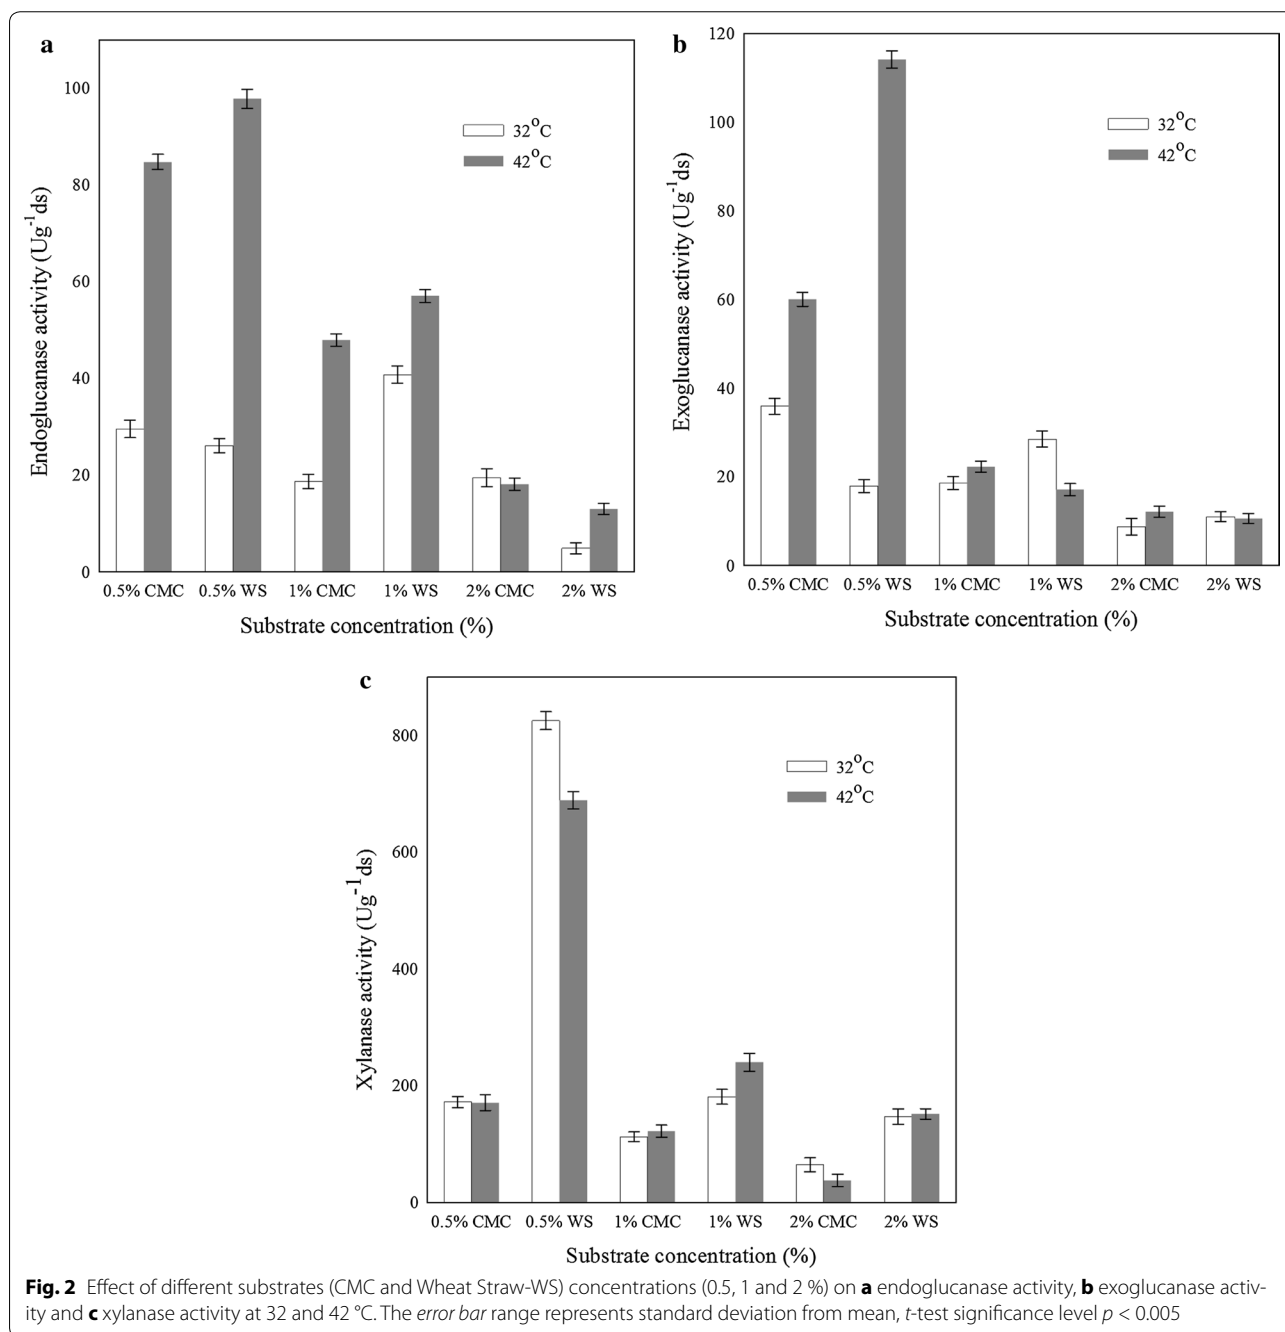 a
100
80
60
40
20
0
Endoglucanase activity (Ug⁻¹ds)
32°C
42°C
0.5% CMC 0.5% WS 1% CMC 1% WS 2% CMC 2% WS
Substrate concentration (%)
b
120
100
80
60
40
20
0
Exoglucanase activity (Ug⁻¹ds)
32°C
42°C
0.5% CMC 0.5% WS 1% CMC 1% WS 2% CMC 2% WS
Substrate concentration (%)
c
800
600
400
200
0
Xylanase activity (Ug⁻¹ds)
32°C
42°C
0.5% CMC 0.5% WS 1% CMC 1% WS 2% CMC 2% WS
Substrate concentration (%)
Fig. 2 Effect of different substrates (CMC and Wheat Straw-WS) concentrations (0.5, 1 and 2 %) on a endoglucanase activity, b exoglucanase activ-
ity and c xylanase activity at 32 and 42 °C. The error bar range represents standard deviation from mean, t-test significance level p < 0.005